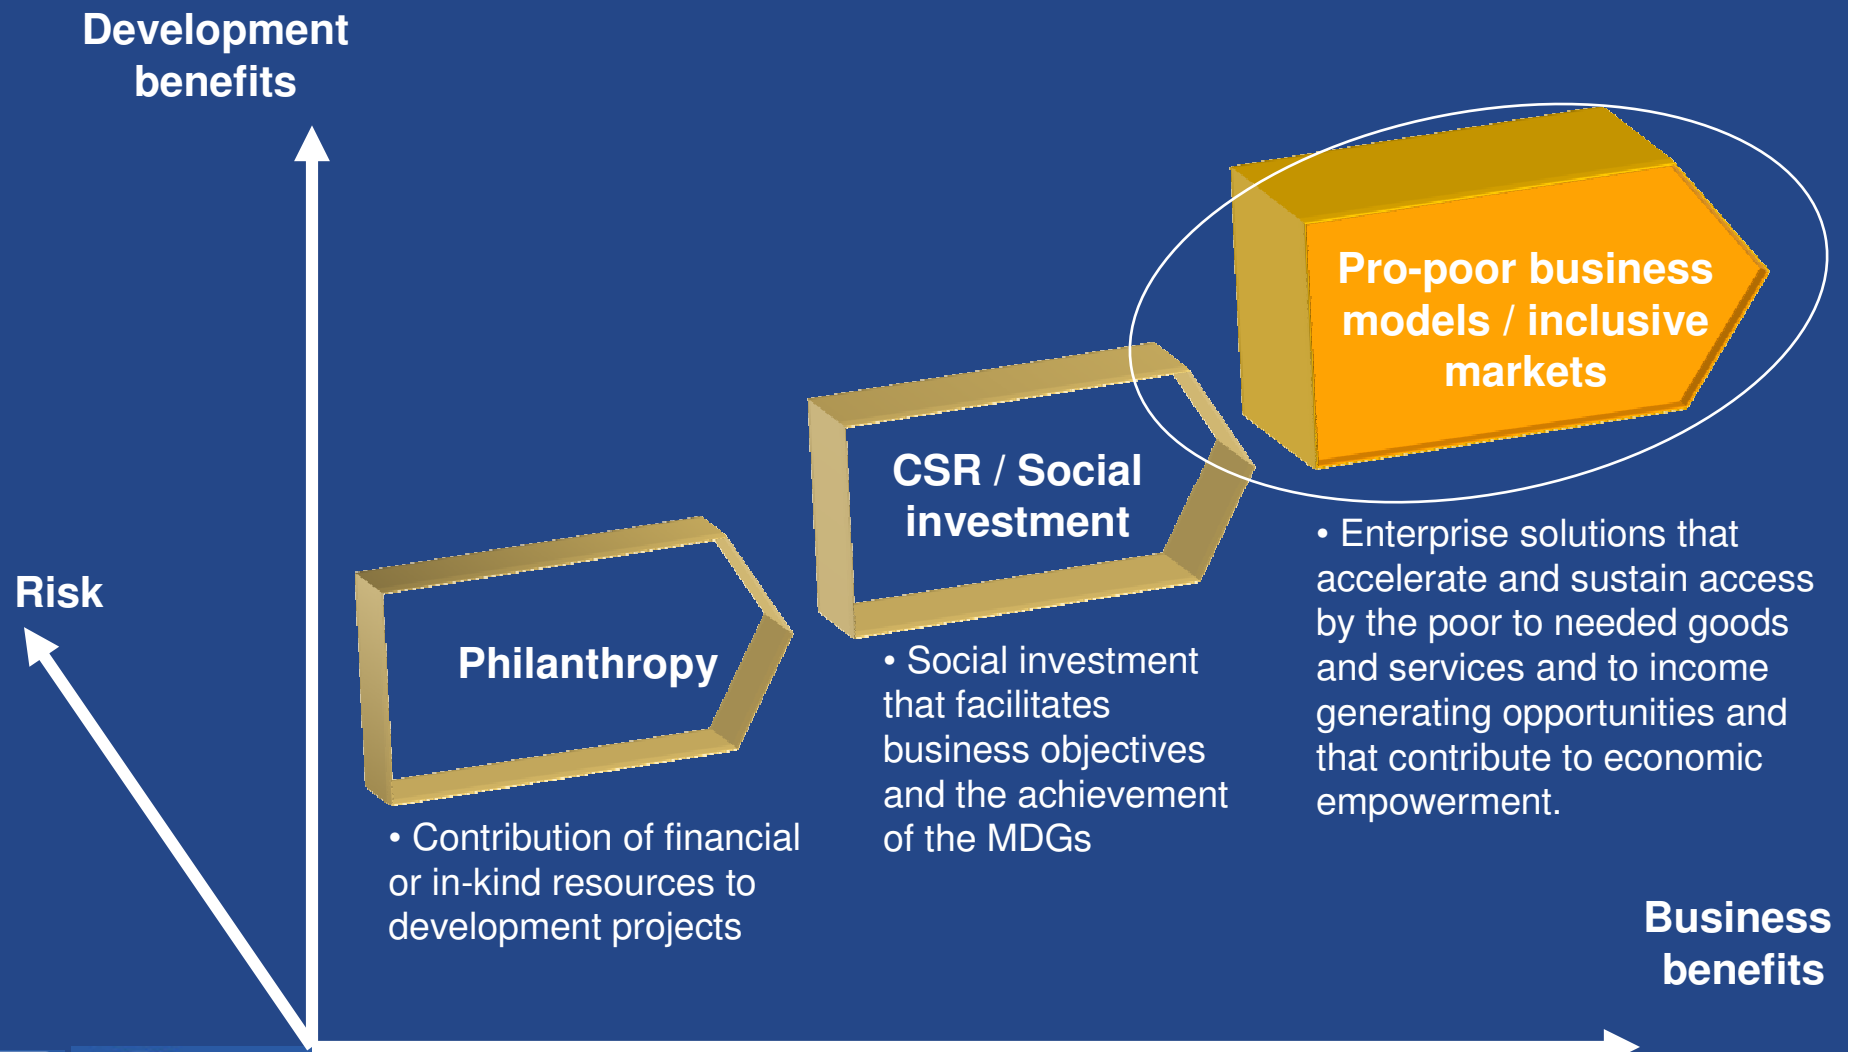 Development
benefits
Pro-poor business
models / inclusive
markets
CSR / Social
investment
• Enterprise solutions that
accelerate and sustain access
by the poor to needed goods
and services and to income
generating opportunities and
that contribute to economic
empowerment.
Risk
Philanthropy
• Social investment
that facilitates
business objectives
and the achievement
of the MDGs
• Contribution of financial
or in-kind resources to
development projects
Business
benefits